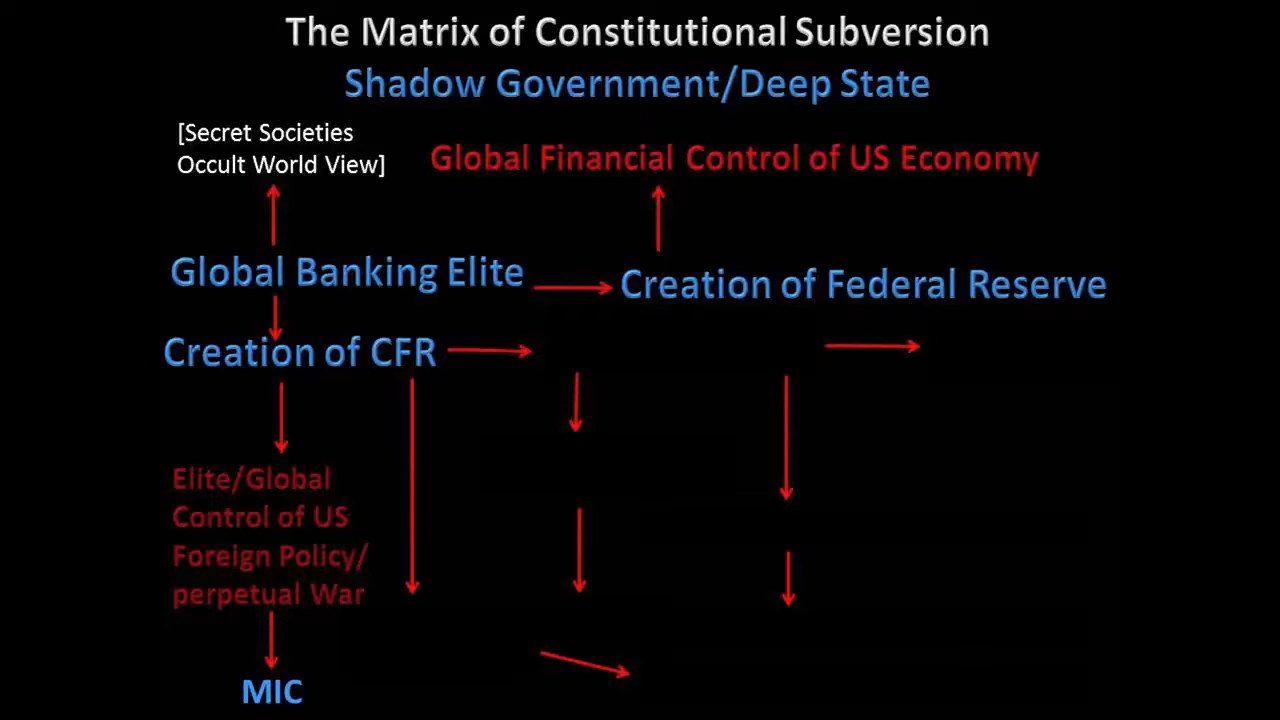 The Matrix of Constitutional Subversion
Shadow Government/Deep State
[Secret Societies
Occult World View]
Global Financial Control of US Economy
Global Banking Elite
Creation of Federal Reserve
Creation of CFR
Elite/Global
Control of US
Foreign Policy/
perpetual War
MIC